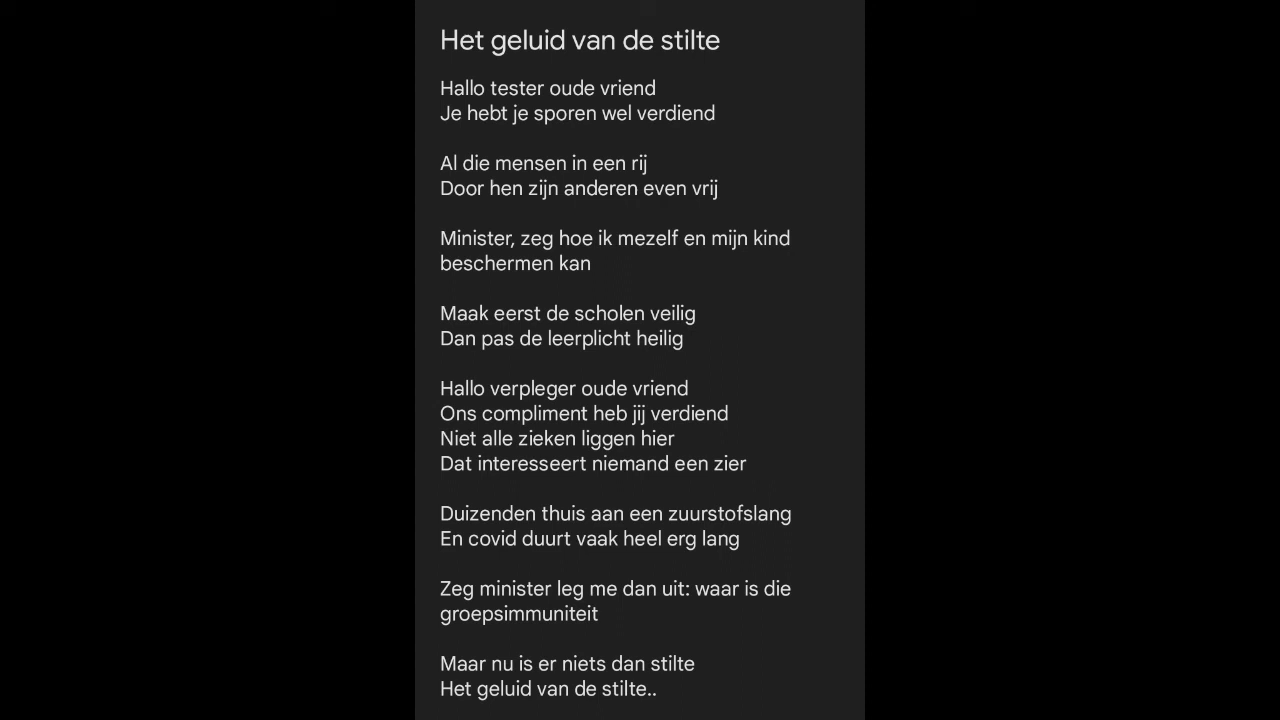 Het geluid van de stilte
Hallo tester oude vriend
Je hebt je sporen wel verdiend
Al die mensen in een rij
Door hen zijn anderen even vrij
Minister, zeg hoe ik mezelf en mijn kind
beschermen kan
Maak eerst de scholen veilig
Dan pas de leerplicht heilig
Hallo verpleger oude vriend
Ons compliment heb jij verdiend
Niet alle zieken liggen hier
Dat interesseert niemand een zier
Duizenden thuis aan een zuurstofslang
En covid duurt vaak heel erg lang
Zeg minister leg me dan uit: waar is die
groepsimmuniteit
Maar nu is er niets dan stilte
Het geluid van de stilte..